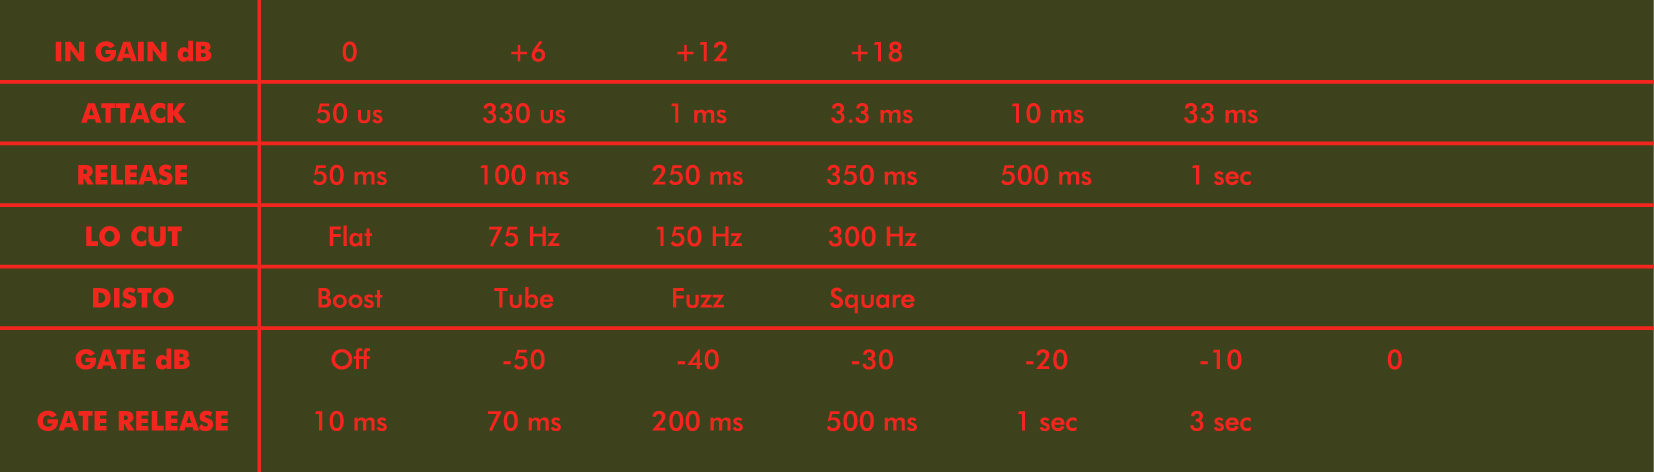 IN GAIN dB 0 +6 +12 +18
ATTACK 50 us 330 us 1 ms 3.3 ms 10 ms 33 ms
RELEASE 50 ms 100 ms 250 ms 350 ms 500 ms 1 sec
LO CUT Flat 75 Hz 150 Hz 300 Hz
DISTO Boost Tube Fuzz Square
GATE dB Off -50 -40 -30 -20 -10 0
GATE RELEASE 10 ms 70 ms 200 ms 500 ms 1 sec 3 sec